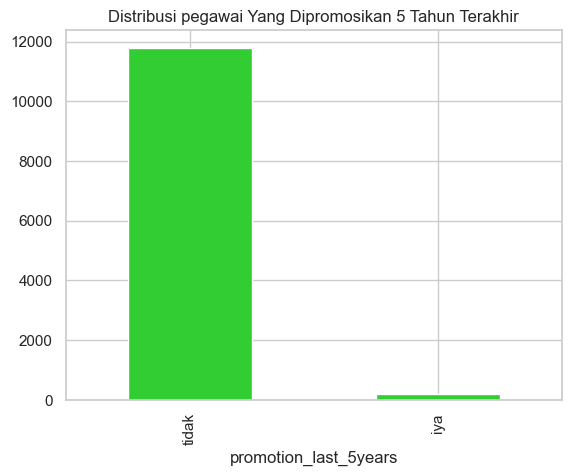 Distribusi pegawai Yang Dipromosikan 5 Tahun Terakhir
12000
10000
8000
6000
4000
2000
0
tidak
iya
promotion_last_5years